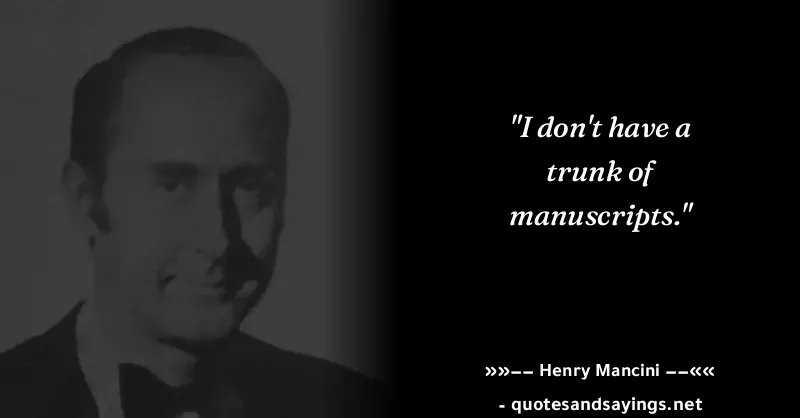 "I don't have a
trunk of
manuscripts."
»»–– Henry Mancini ––««
- quotesandsayings.net